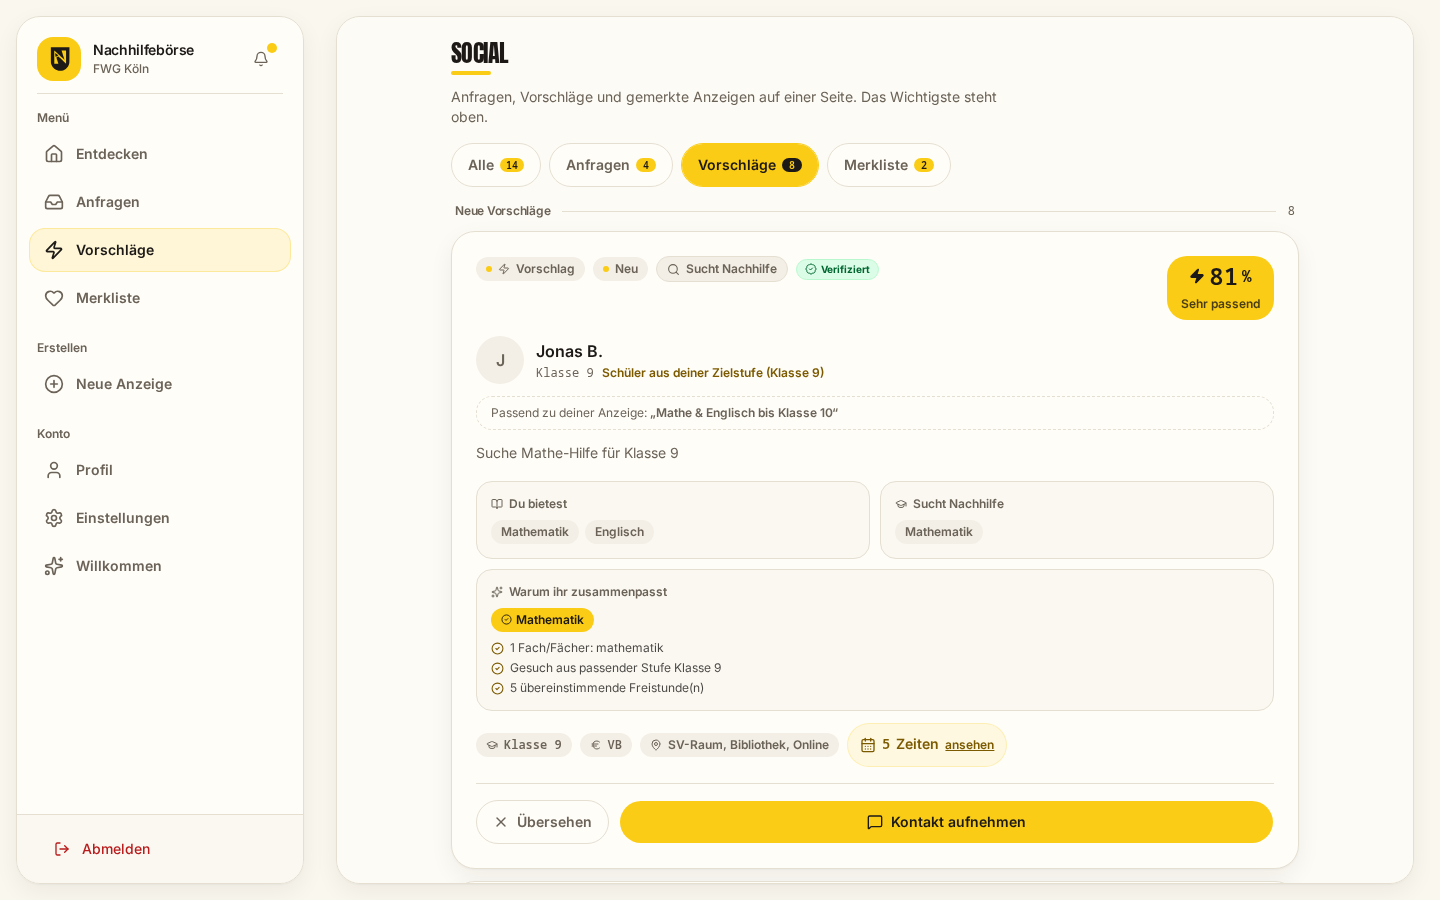 Nachhilfebörse
FWG Köln
Menü
Entdecken
Anfragen
Vorschläge
Merkliste
Erstellen
Neue Anzeige
Konto
Profil
Einstellungen
Willkommen
Abmelden
SOCIAL
Anfragen, Vorschläge und gemerkte Anzeigen auf einer Seite. Das Wichtigste steht
oben.
Alle 14 Anfragen 4 Vorschläge 8 Merkliste 2
Neue Vorschläge 8
Vorschlag Neu Sucht Nachhilfe Verifiziert
81 %
Sehr passend
J
Jonas B.
Klasse 9 Schüler aus deiner Zielstufe (Klasse 9)
Passend zu deiner Anzeige: „Mathe & Englisch bis Klasse 10“
Suche Mathe-Hilfe für Klasse 9
Du bietest
Mathematik Englisch
Sucht Nachhilfe
Mathematik
Warum ihr zusammenpasst
Mathematik
1 Fach/Fächer: mathematik
Gesuch aus passender Stufe Klasse 9
5 übereinstimmende Freistunde(n)
Klasse 9 € VB SV-Raum, Bibliothek, Online 5 Zeiten ansehen
Übersehen Kontakt aufnehmen